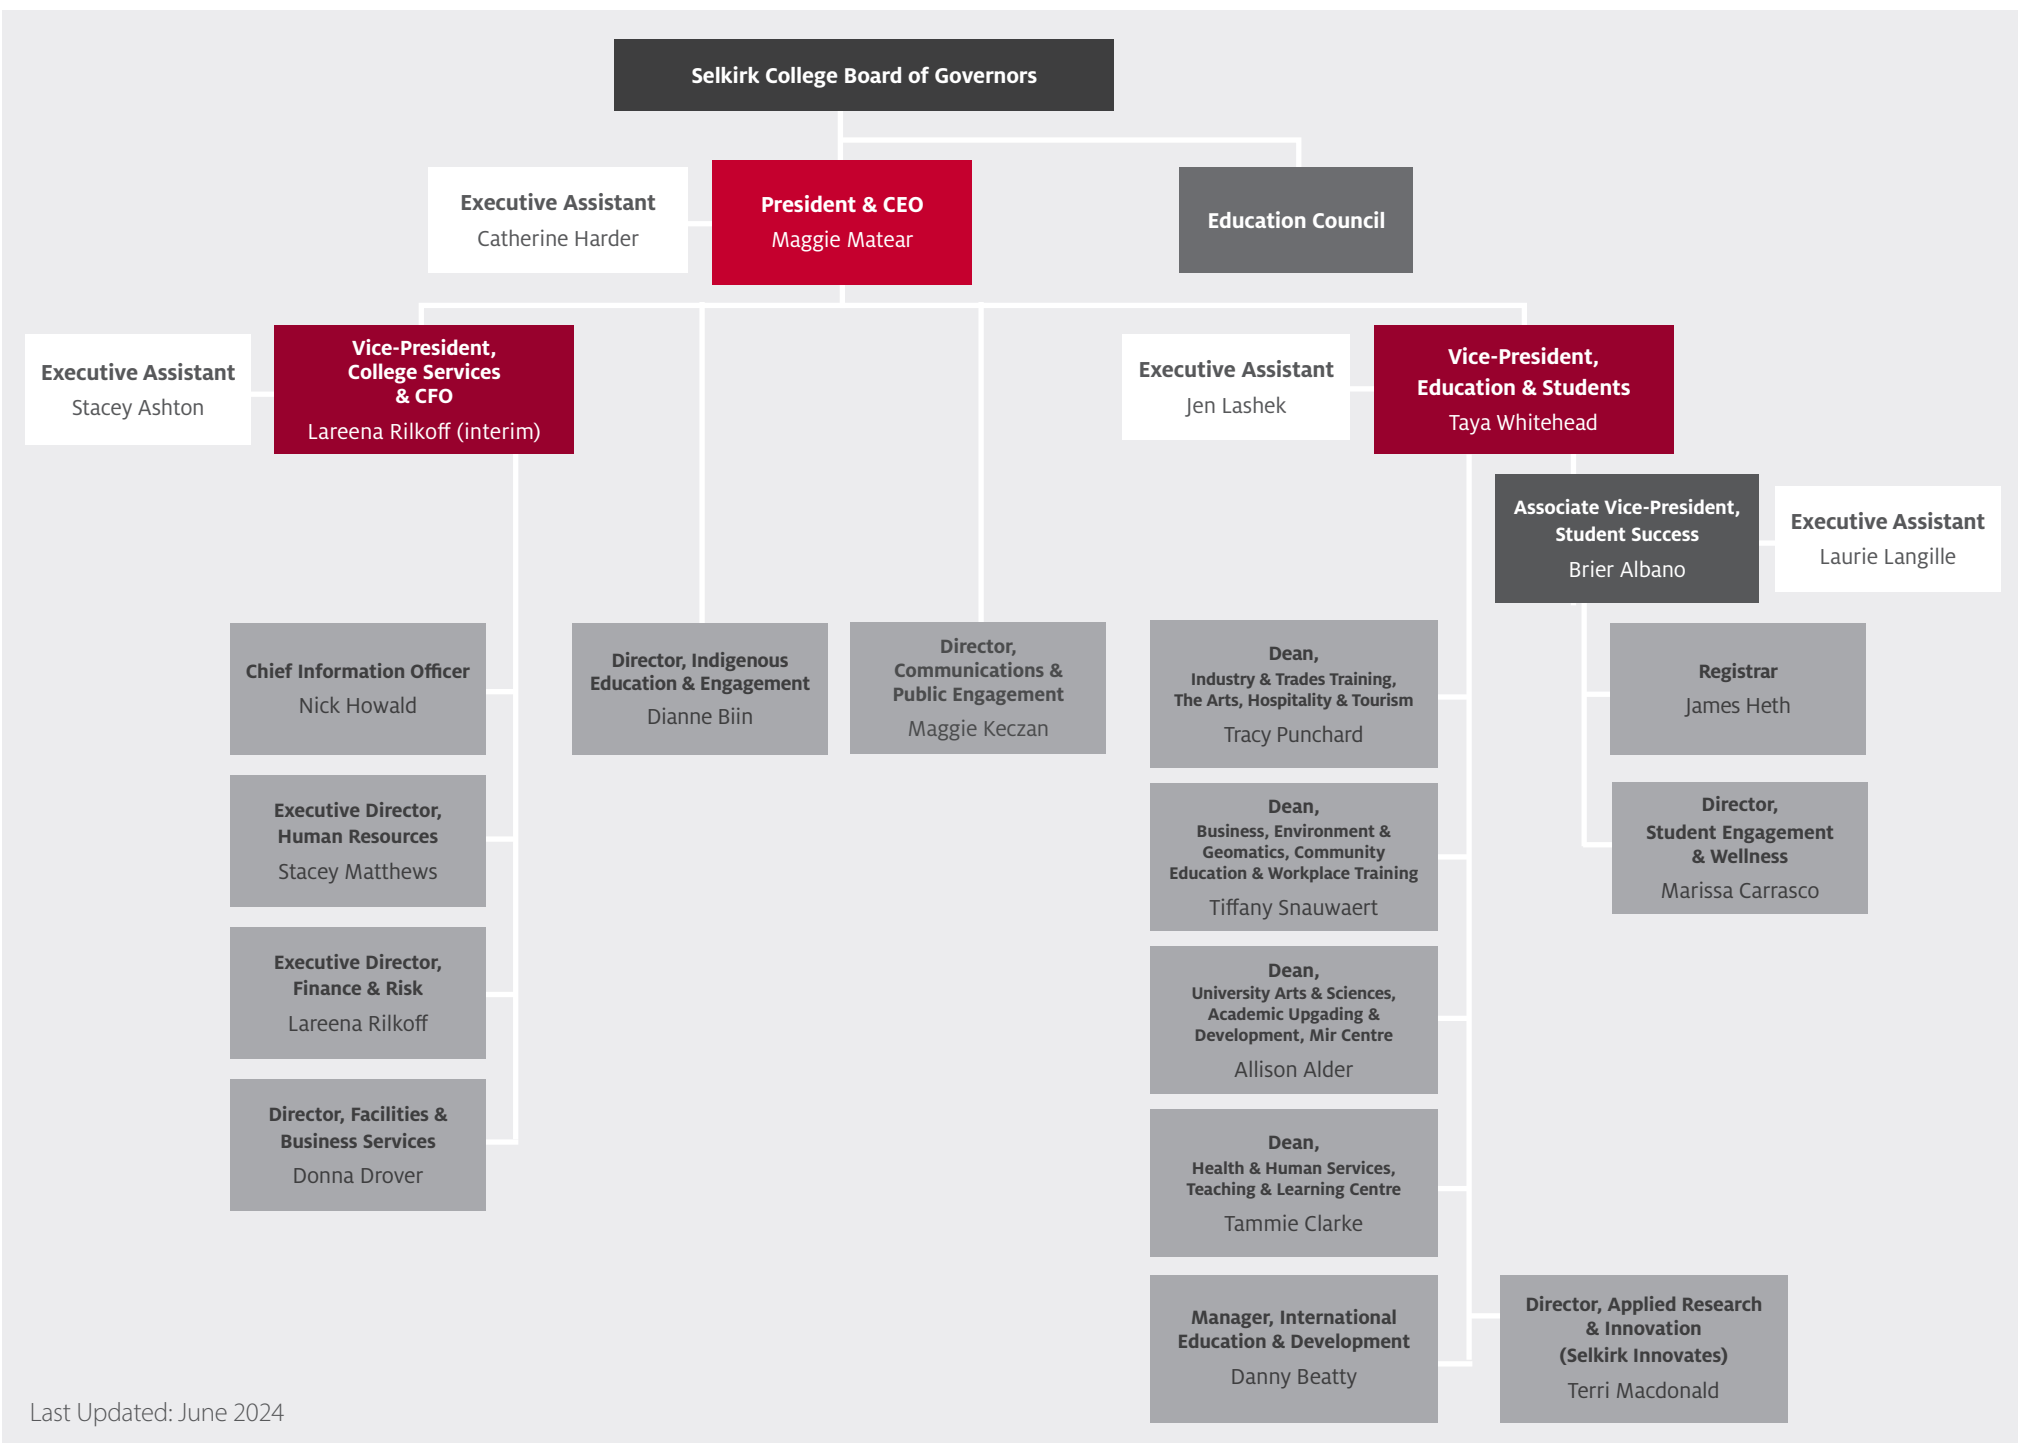 Selkirk College Board of Governors
Executive Assistant
Catherine Harder
President & CEO
Maggie Matear
Education Council
Executive Assistant
Stacey Ashton
Vice-President,
College Services
& CFO
Lareena Rilkoff (interim)
Executive Assistant
Jen Lashek
Vice-President,
Education & Students
Taya Whitehead
Associate Vice-President,
Student Success
Brier Albano
Executive Assistant
Laurie Langille
Chief Information Officer
Nick Howald
Director, Indigenous
Education & Engagement
Dianne Biin
Director,
Communications &
Public Engagement
Maggie Keczan
Dean,
Industry & Trades Training,
The Arts, Hospitality & Tourism
Tracy Punchard
Registrar
James Heth
Executive Director,
Human Resources
Stacey Matthews
Dean,
Business, Environment &
Geomatics, Community
Education & Workplace Training
Tiffany Snauwaert
Director,
Student Engagement
& Wellness
Marissa Carrasco
Executive Director,
Finance & Risk
Lareena Rilkoff
Dean,
University Arts & Sciences,
Academic Upgading &
Development, Mir Centre
Allison Alder
Director, Facilities &
Business Services
Donna Drover
Dean,
Health & Human Services,
Teaching & Learning Centre
Tammie Clarke
Manager, International
Education & Development
Danny Beatty
Director, Applied Research
& Innovation
(Selkirk Innovates)
Terri Macdonald
Last Updated: June 2024